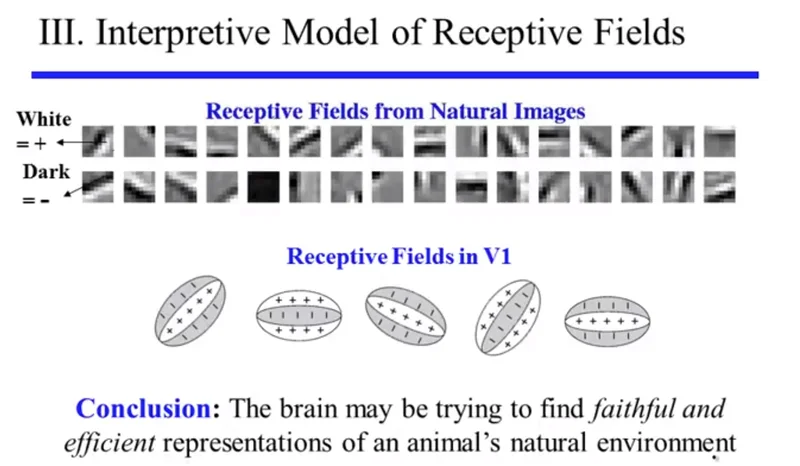 III. Interpretive Model of Receptive Fields
Receptive Fields from Natural Images
White
= +
Dark
= -
Receptive Fields in V1
Conclusion: The brain may be trying to find faithful and
efficient representations of an animal's natural environment